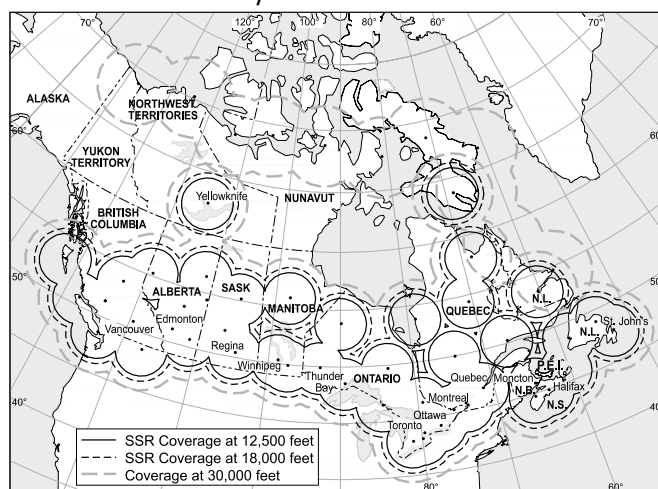 120°
100°
80°
60°
70°
ALASKA
NORTHWEST
TERRITORIES
60°
60°
YUKON
TERRITORY
Yellowknife
NUNAVUT
BRITISH
COLUMBIA
50°
50°
ALBERTA
SASK
MANITOBA
QUEBEC
N.L.
N.L.
St. John's
Vancouver
Edmonton
Regina
Winnipeg
Thunder
Bay
ONTARIO
Quebec
Moncton
P.E.I.
N.B.
Halifax
N.S.
Montreal
Ottawa
Toronto
40°
40°
SSR Coverage at 12,500 feet
SSR Coverage at 18,000 feet
Coverage at 30,000 feet
80°
60°